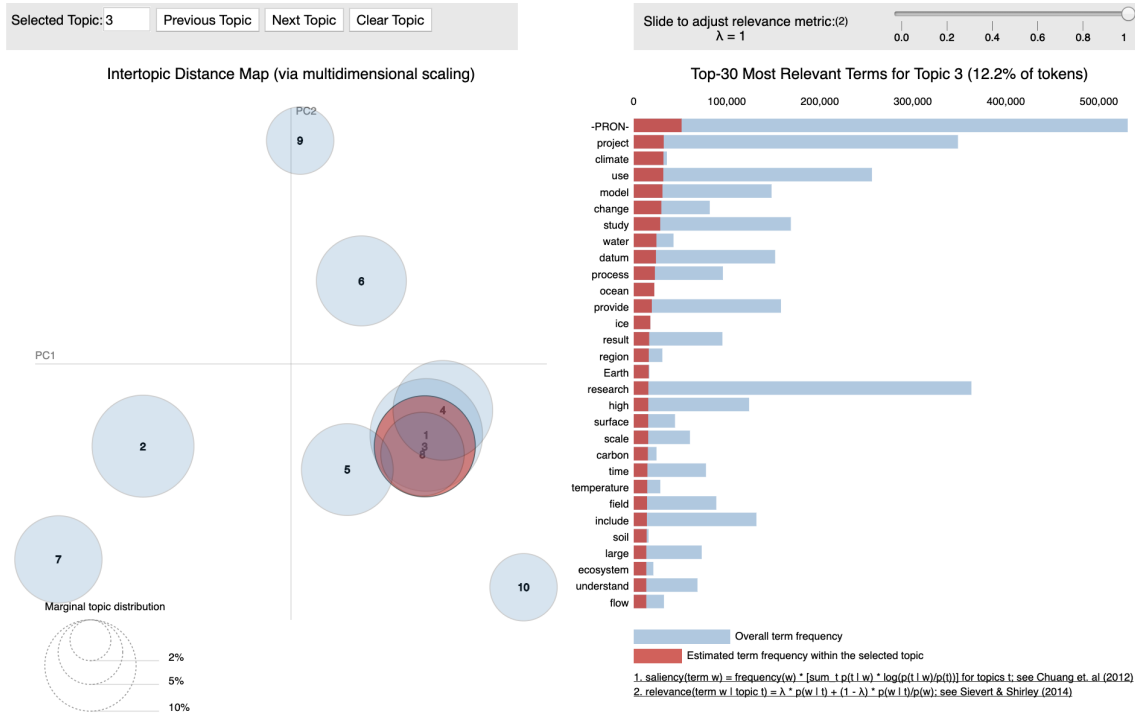 Selected Topic: 3 Previous Topic Next Topic Clear Topic
Slide to adjust relevance metric:(2)
λ = 1
0.0 0.2 0.4 0.6 0.8 1
Intertopic Distance Map (via multidimensional scaling)
PC2
9
6
PC1
4
1
3
8
2
5
7
10
Marginal topic distribution
2%
5%
10%
Top-30 Most Relevant Terms for Topic 3 (12.2% of tokens)
0 100,000 200,000 300,000 400,000 500,000
-PRON-
project
climate
use
model
change
study
water
datum
process
ocean
provide
ice
result
region
Earth
research
high
surface
scale
carbon
time
temperature
field
include
soil
large
ecosystem
understand
flow
Overall term frequency
Estimated term frequency within the selected topic
1. saliency(term w) = frequency(w) * [sum_t p(t | w) * log(p(t | w)/p(t))] for topics t; see Chuang et. al (2012)
2. relevance(term w | topic t) = λ * p(w | t) + (1 - λ) * p(w | t)/p(w); see Sievert & Shirley (2014)